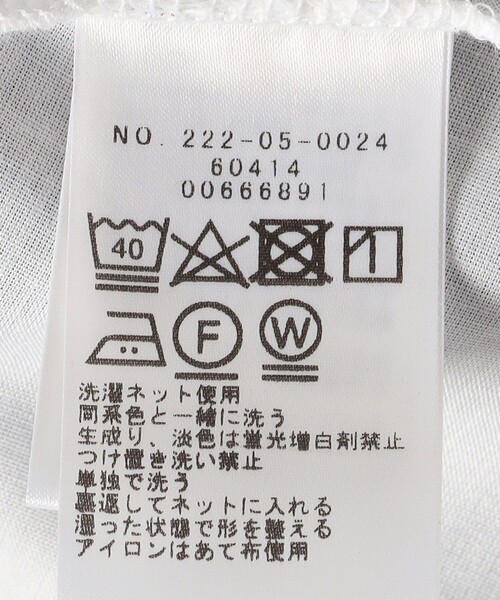 NO. 222-05-0024
60414
00666891
40
F W
洗濯ネット使用
同系色と一緒に洗う
生成り、淡色は蛍光増白剤禁止
つけ置き洗い禁止
単独で洗う
裏返してネットに入れる
湿った状態で形を整える
アイロンはあて布使用